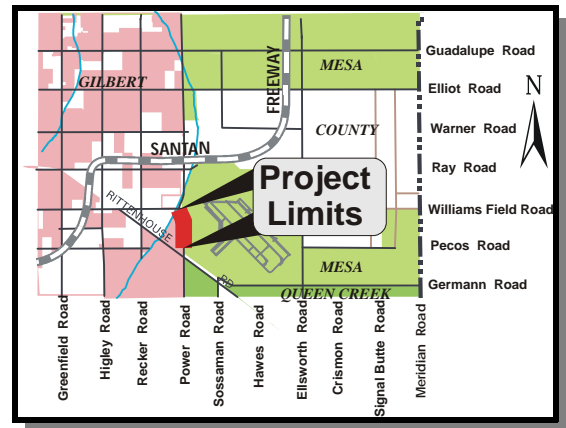 Guadalupe Road
MESA
GILBERT
Elliot Road
N
FREEWAY
COUNTY
Warner Road
SANTAN
Ray Road
Project
Limits
RITTENHOUSE
RD
Williams Field Road
Pecos Road
MESA
Germann Road
QUEEN CREEK
Greenfield Road
Higley Road
Recker Road
Power Road
Sossaman Road
Hawes Road
Ellsworth Road
Crismon Road
Signal Butte Road
Meridian Road